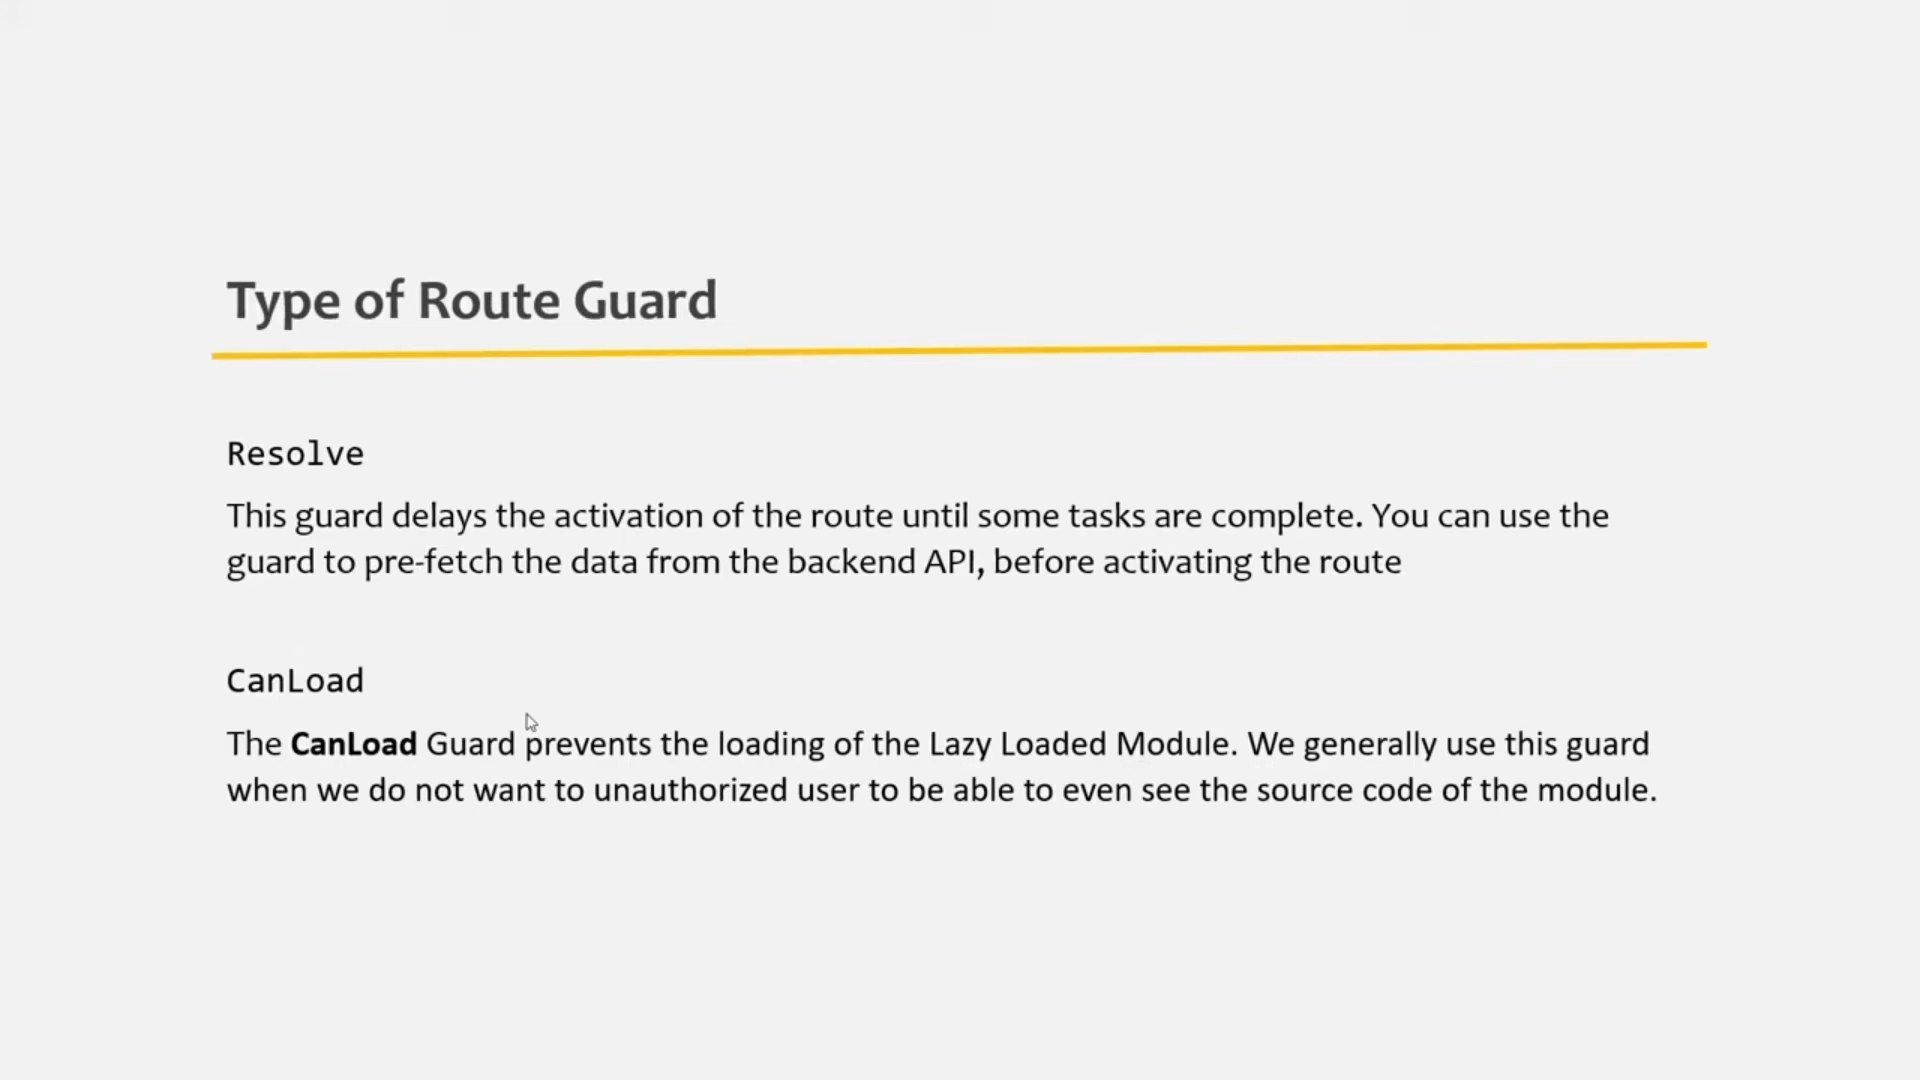 Type of Route Guard
Resolve
This guard delays the activation of the route until some tasks are complete. You can use the
guard to pre-fetch the data from the backend API, before activating the route
CanLoad
The CanLoad Guard prevents the loading of the Lazy Loaded Module. We generally use this guard
when we do not want to unauthorized user to be able to even see the source code of the module.